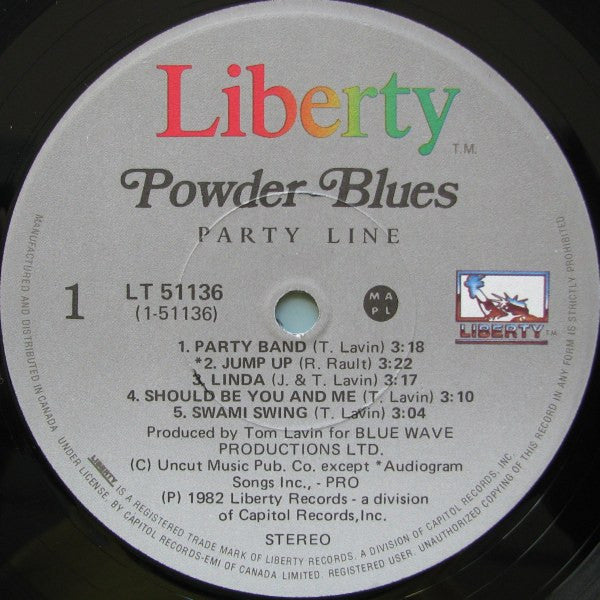 Liberty
T.M.
Powder Blues
PARTY LINE
1
LT 51136
(1-51136)
MA
PL
LIBERTY TM
1. PARTY BAND (T. Lavin) 3:18
*2. JUMP UP (R. Rault) 3:22
3. LINDA (J. & T. Lavin) 3:17
4. SHOULD BE YOU AND ME (T. Lavin) 3:10
5. SWAMI SWING (T. Lavin) 3:04
Produced by Tom Lavin for BLUE WAVE
PRODUCTIONS LTD.
(C) Uncut Music Pub. Co. except *Audiogram
Songs Inc., - PRO
(P) 1982 Liberty Records - a division
of Capitol Records,Inc.
STEREO
MANUFACTURED AND DISTRIBUTED IN CANADA UNDER LICENSE. BY CAPITOL RECORDS-EMI OF CANADA LIMITED. REGISTERED USER. UNAUTHORIZED COPYING OF THIS RECORD IN ANY FORM IS STRICTLY PROHIBITED
LIBERTY IS A REGISTERED TRADE MARK OF LIBERTY RECORDS, A DIVISION OF CAPITOL RECORDS, INC.